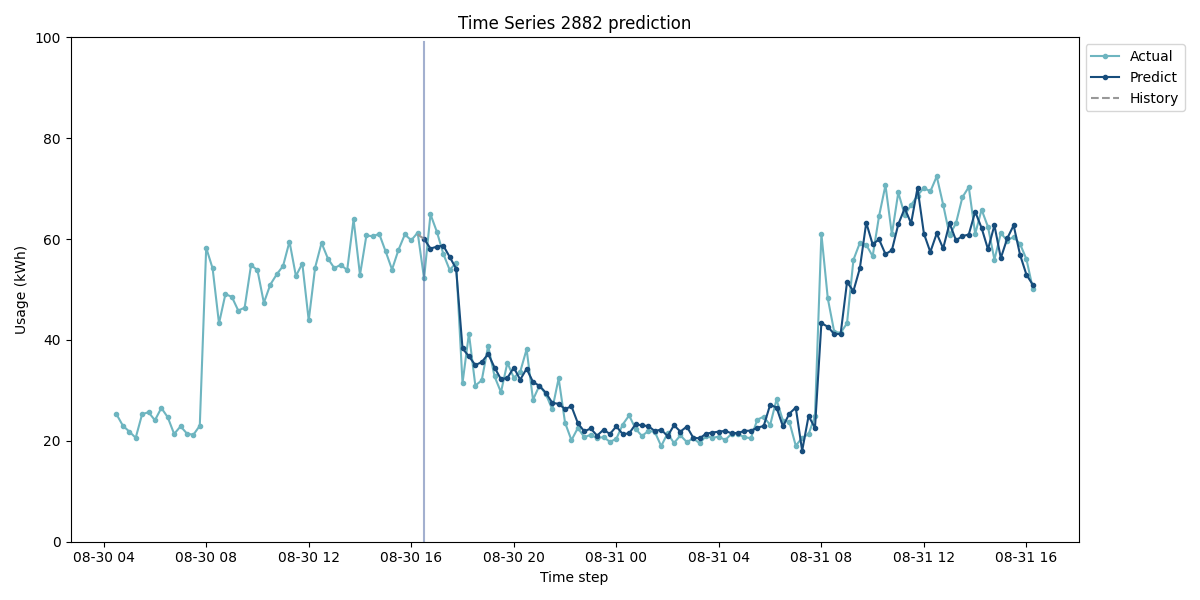 Time Series 2882 prediction
100
80
60
40
20
0
Usage (kWh)
08-30 04 08-30 08 08-30 12 08-30 16 08-30 20 08-31 00 08-31 04 08-31 08 08-31 12 08-31 16
Time step
Actual
Predict
History